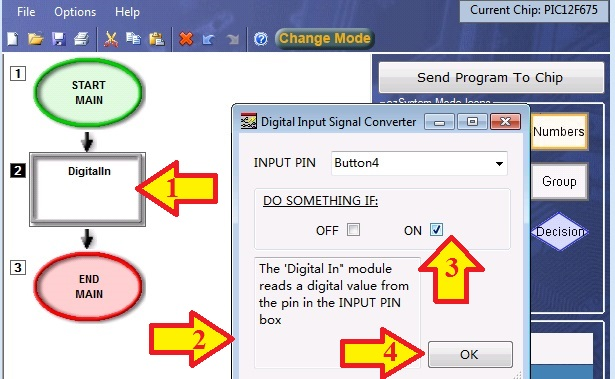 File Options Help
Current Chip: PIC12F675
Change Mode
1
START
MAIN
2
DigitalIn
1
3
END
MAIN
Send Program To Chip
Numbers
Group
Decision
Digital Input Signal Converter
INPUT PIN Button4
DO SOMETHING IF:
OFF ON
3
The 'Digital In" module
reads a digital value from
the pin in the INPUT PIN
box
2
4
OK